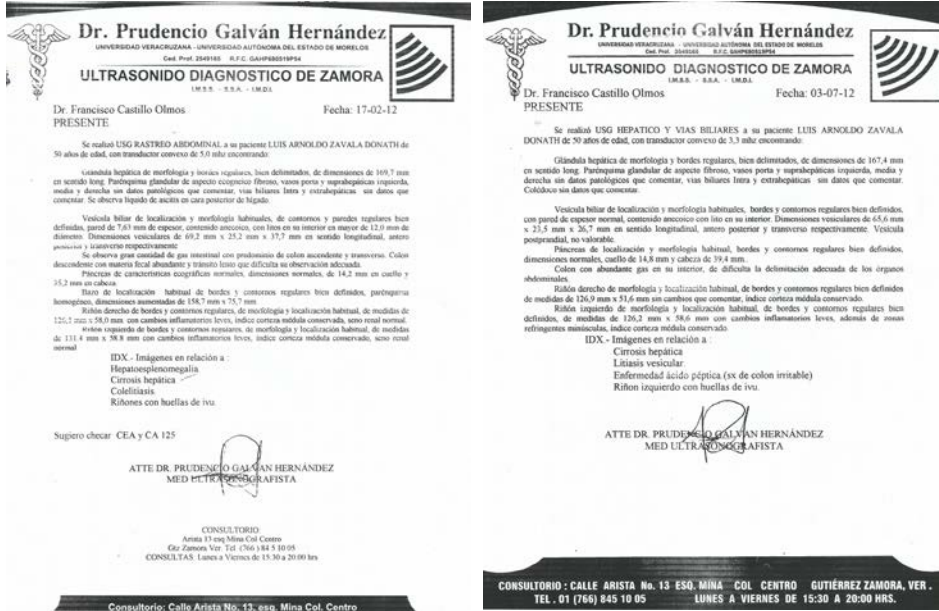 Dr. Prudencio Galván Hernández
UNIVERSIDAD VERACRUZANA - UNIVERSIDAD AUTÓNOMA DEL ESTADO DE MORELOS
Ced. Prof. 2549165 R.F.C. GAHP680519P54
ULTRASONIDO DIAGNOSTICO DE ZAMORA
I.M.S.S. - S.S.A. - I.M.D.L
Dr. Francisco Castillo Olmos Fecha: 17-02-12
PRESENTE
Se realizó USG RASTREO ABDOMINAL a su paciente LUIS ARNOLDO ZAVALA DONATH de
50 años de edad, con transductor convexo de 5,0 mhz encontrando:
Glándula hepática de morfología y bordes regulares, bien delimitados, de dimensiones de 169,7 mm
en sentido long. Parénquima glandular de aspecto ecogénico fibroso, vasos porta y suprahepáticas izquierda,
media y derecha sin datos patológicos que comentar, vías biliares Intra y extrahepáticas sin datos que
comentar. Se observa líquido de ascitis en cara posterior de hígado.
Vesícula biliar de localización y morfología habituales, de contornos y paredes regulares bien
definidas, pared de 7,63 mm de espesor, contenido anecoico, con litos en su interior en mayor de 12,0 mm de
diámetro. Dimensiones vesiculares de 69,2 mm x 25,2 mm x 37,7 mm en sentido longitudinal, antero
posterior y transverso respectivamente
Se observa gran cantidad de gas intestinal con predominio de colon ascendente y transverso. Colon
descendente con materia fecal abundante y tránsito lento que dificulta su observación adecuada.
Páncreas de características ecográficas normales, dimensiones normales, de 14,2 mm en cuello y
35,2 mm en cabeza
Bazo de localización habitual de bordes y contornos regulares bien definidos, parénquima
homogéneo, dimensiones aumentadas de 158,7 mm x 75,7 mm
Riñón derecho de bordes y contornos regulares, de morfología y localización habitual, de medidas de
126,2 mm x 58,0 mm con cambios inflamatorios leves, índice corteza médula conservada, seno renal normal.
Riñón izquierdo de bordes y contornos regulares, de morfología y localización habitual, de medidas
de 131.4 mm x 58.8 mm con cambios inflamatorios leves, índice corteza médula conservado, seno renal
normal
IDX.- Imágenes en relación a :
Hepatoesplenomegalia
Cirrosis hepática
Colelitiasis.
Riñones con huellas de ivu.
Sugiero checar CEA y CA 125
ATTE DR. PRUDENCIO GALVAN HERNÁNDEZ
MED ULTRASONOGRAFISTA
CONSULTORIO
Arista 13 esq Mina Col Centro
Gtz Zamora Ver. Tel (766) 84 5 10 05
CONSULTAS Lunes a Viernes de 15:30 a 20:00 hrs
Consultorio: Calle Arista No. 13, esq. Mina Col. Centro
Dr. Prudencio Galván Hernández
UNIVERSIDAD VERACRUZANA - UNIVERSIDAD AUTÓNOMA DEL ESTADO DE MORELOS
Ced. Prof. 2549165 R.F.C. GAHP680519P54
ULTRASONIDO DIAGNOSTICO DE ZAMORA
I.M.S.S. - S.S.A. - I.M.D.L
Dr. Francisco Castillo Olmos Fecha: 03-07-12
PRESENTE
Se realizó USG HEPATICO Y VIAS BILIARES a su paciente LUIS ARNOLDO ZAVALA
DONATH de 50 años de edad, con transductor convexo de 3,3 mhz encontrando:
Glándula hepática de morfología y bordes regulares, bien delimitados, de dimensiones de 167,4 mm
en sentido long. Parénquima glandular de aspecto fibroso, vasos porta y suprahepáticas izquierda, media y
derecha sin datos patológicos que comentar, vías biliares Intra y extrahepáticas sin datos que comentar.
Colédoco sin datos que comentar.
Vesícula biliar de localización y morfología habituales, bordes y contornos regulares bien definidos,
con pared de espesor normal, contenido anecoico con lito en su interior. Dimensiones vesiculares de 65,6 mm
x 23,5 mm x 26,7 mm en sentido longitudinal, antero posterior y transverso respectivamente. Vesícula
postprandial, no valorable.
Páncreas de localización y morfología habitual, bordes y contornos regulares bien definidos,
dimensiones normales, cuello de 14,8 mm y cabeza de 39,4 mm.
Colon con abundante gas en su interior, de dificulta la delimitación adecuada de los órganos
abdominales.
Riñón derecho de morfología y localización habitual, de bordes y contornos regulares bien definidos
de medidas de 126,9 mm x 51,6 mm sin cambios que comentar, índice corteza médula conservado.
Riñón izquierdo de morfología y localización habitual, de bordes y contornos regulares bien
definidos, de medidas de 126,2 mm x 58,6 mm con cambios inflamatorios leves, además de zonas
refringentes minúsculas, índice corteza médula conservado.
IDX.- Imágenes en relación a :
Cirrosis hepática
Litiasis vesicular.
Enfermedad ácido péptica (sx de colon irritable)
Riñon izquierdo con huellas de ivu.
ATTE DR. PRUDENCIO GALVAN HERNÁNDEZ
MED ULTRASONOGRAFISTA
CONSULTORIO : CALLE ARISTA No. 13 ESQ. MINA COL CENTRO GUTIÉRREZ ZAMORA, VER .
TEL . 01 (766) 845 10 05 LUNES A VIERNES DE 15:30 A 20:00 HRS.